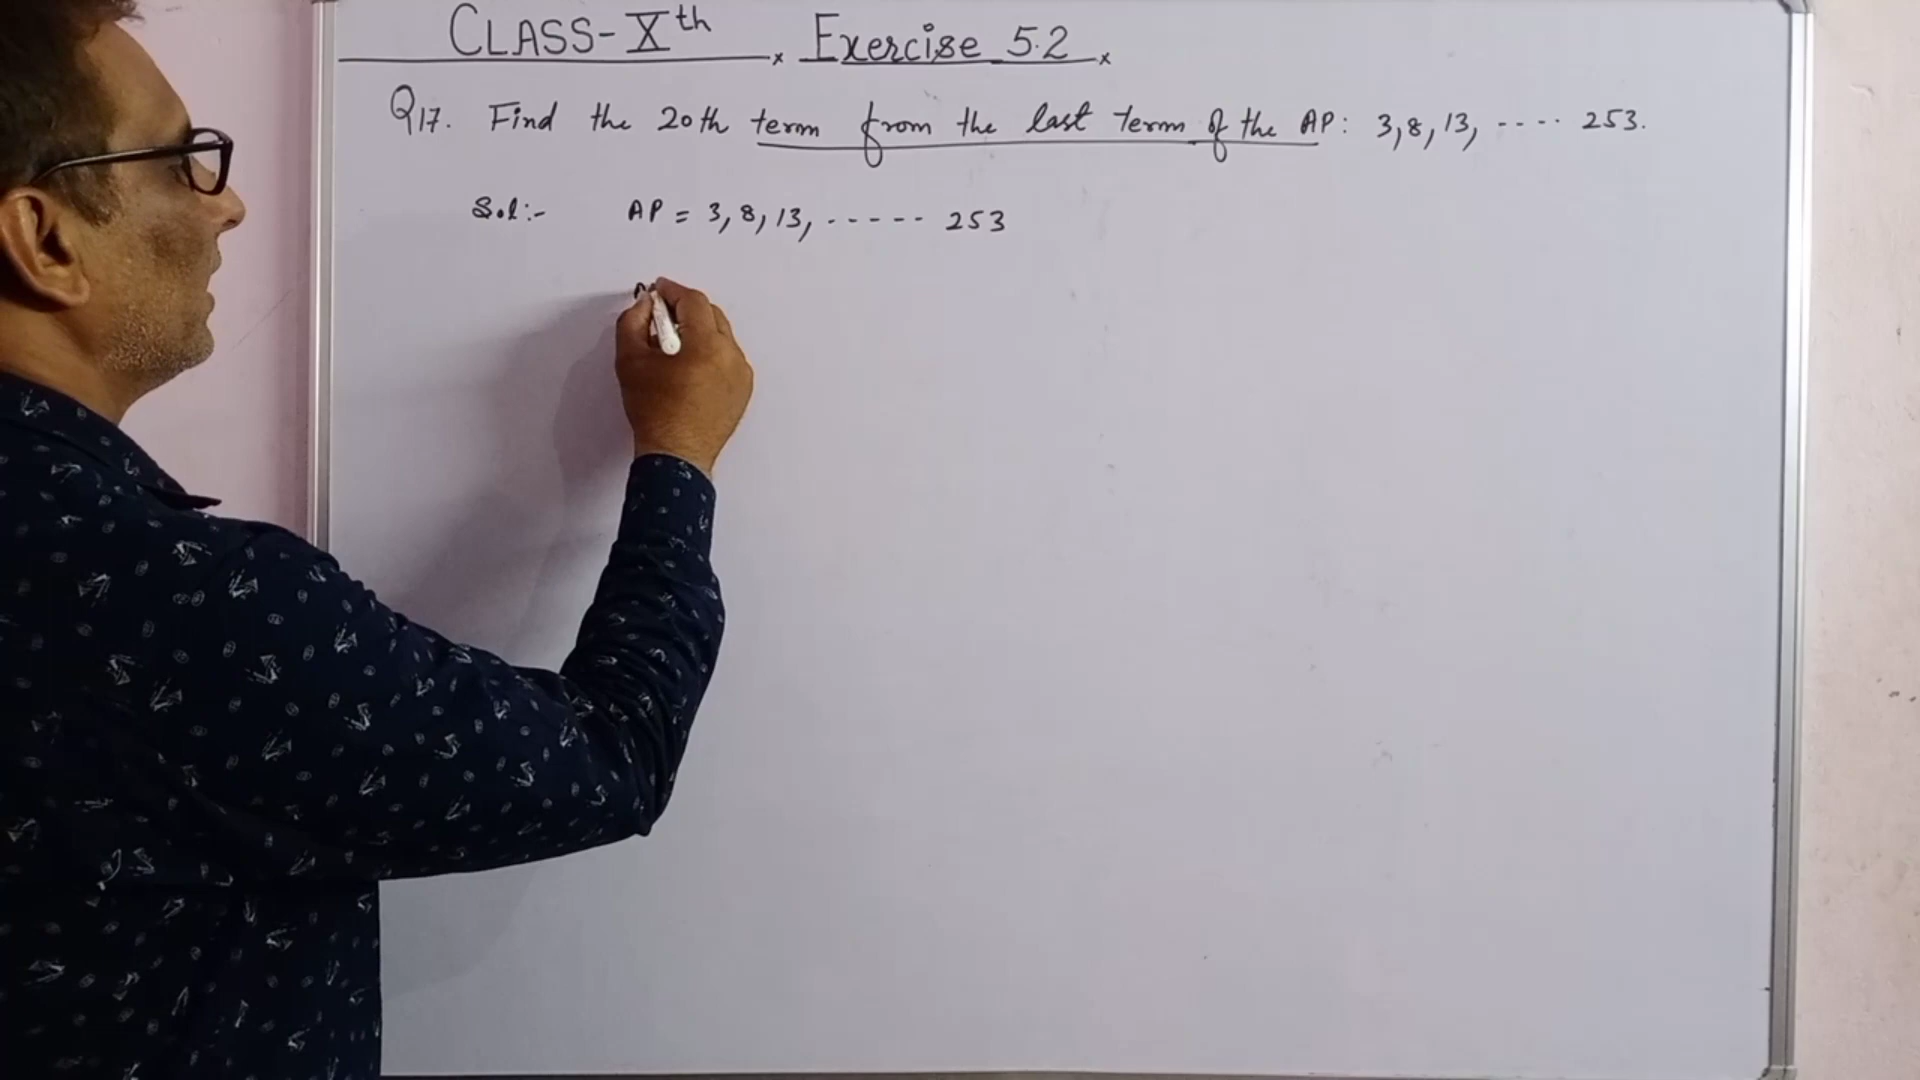 CLASS-Xth x Exercise 5.2 x
Q17. Find the 20th term from the last term of the AP: 3, 8, 13, ---- 253.
Sol:- AP = 3, 8, 13, ----- 253